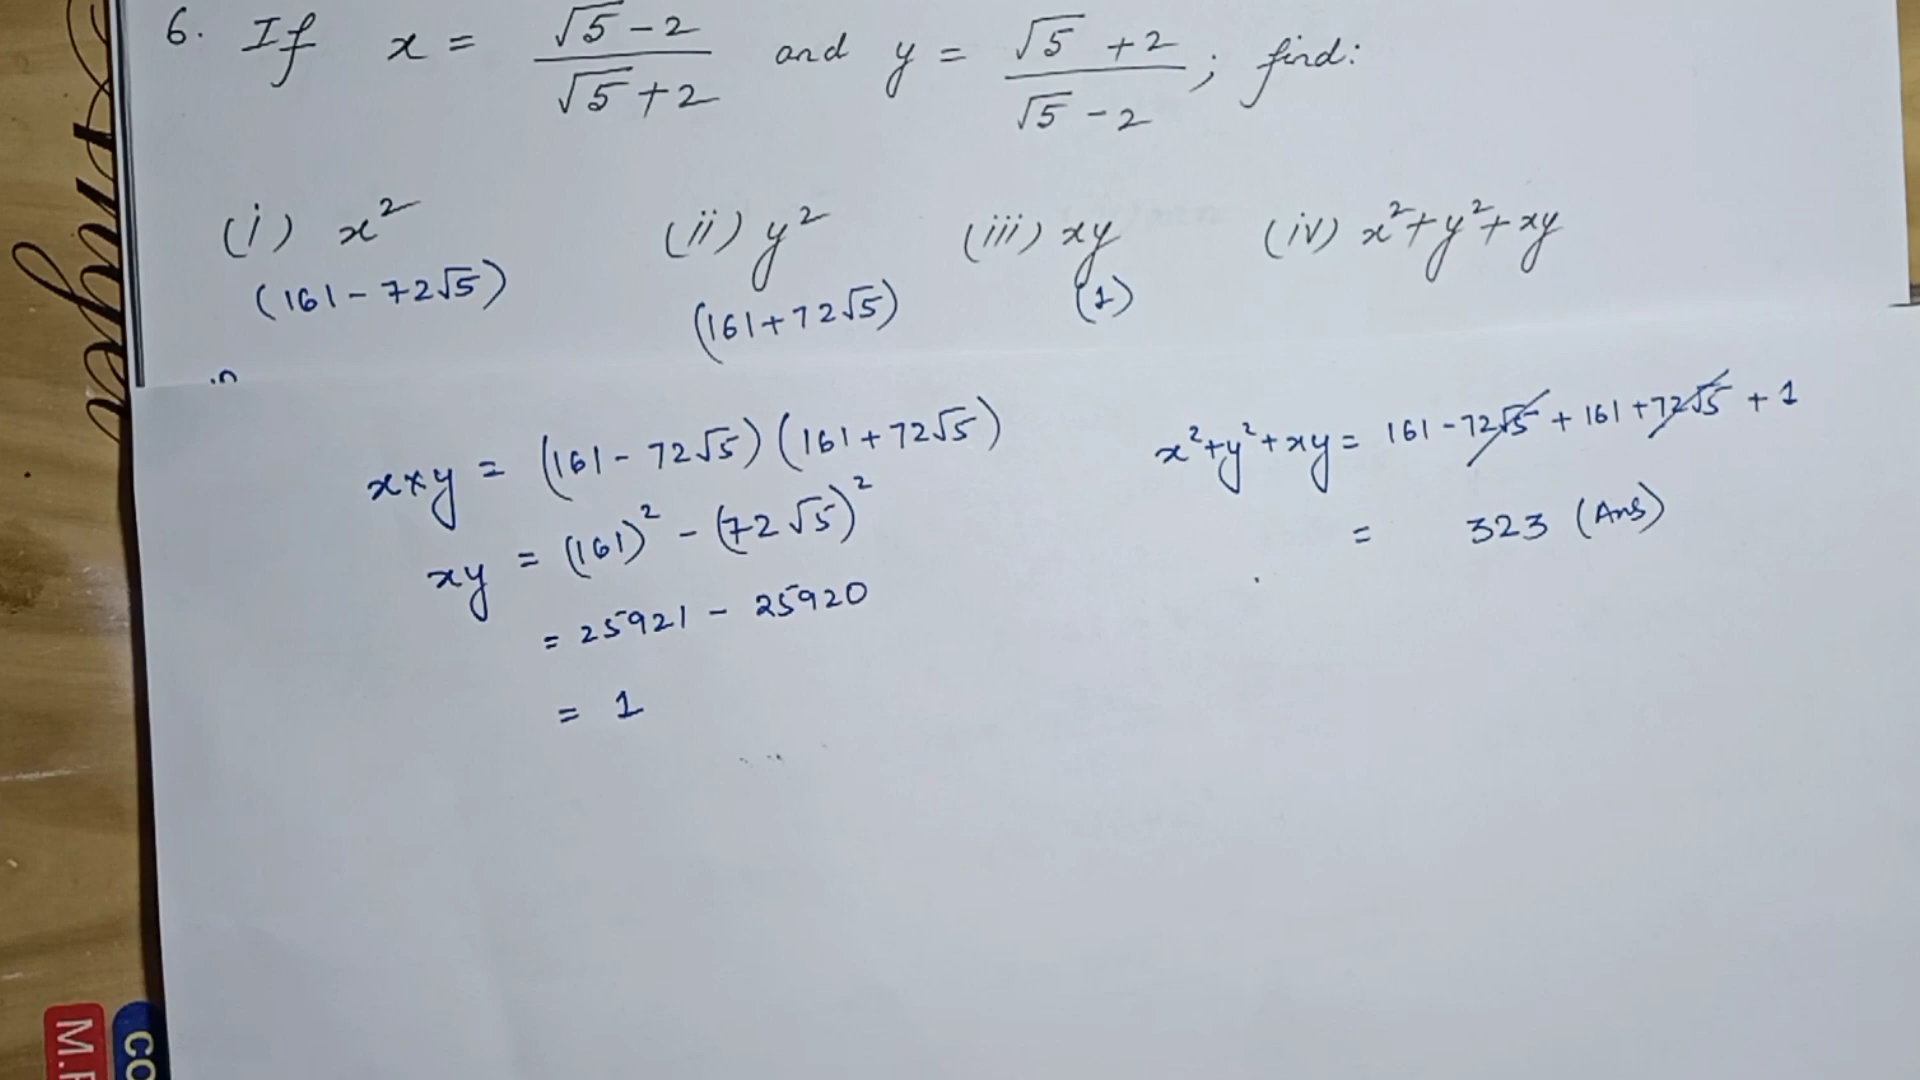 6. If x = √5-2/√5+2 and y = √5+2/√5-2; find:
(i) x² (ii) y² (iii) xy (iv) x²+y²+xy
(161-72√5) (161+72√5) (1)
x×y = (161-72√5)(161+72√5)
xy = (161)² - (72√5)²
= 25921 - 25920
= 1
x²+y²+xy = 161-72√5+161+72√5+1
= 323 (Ans)
M.
CO